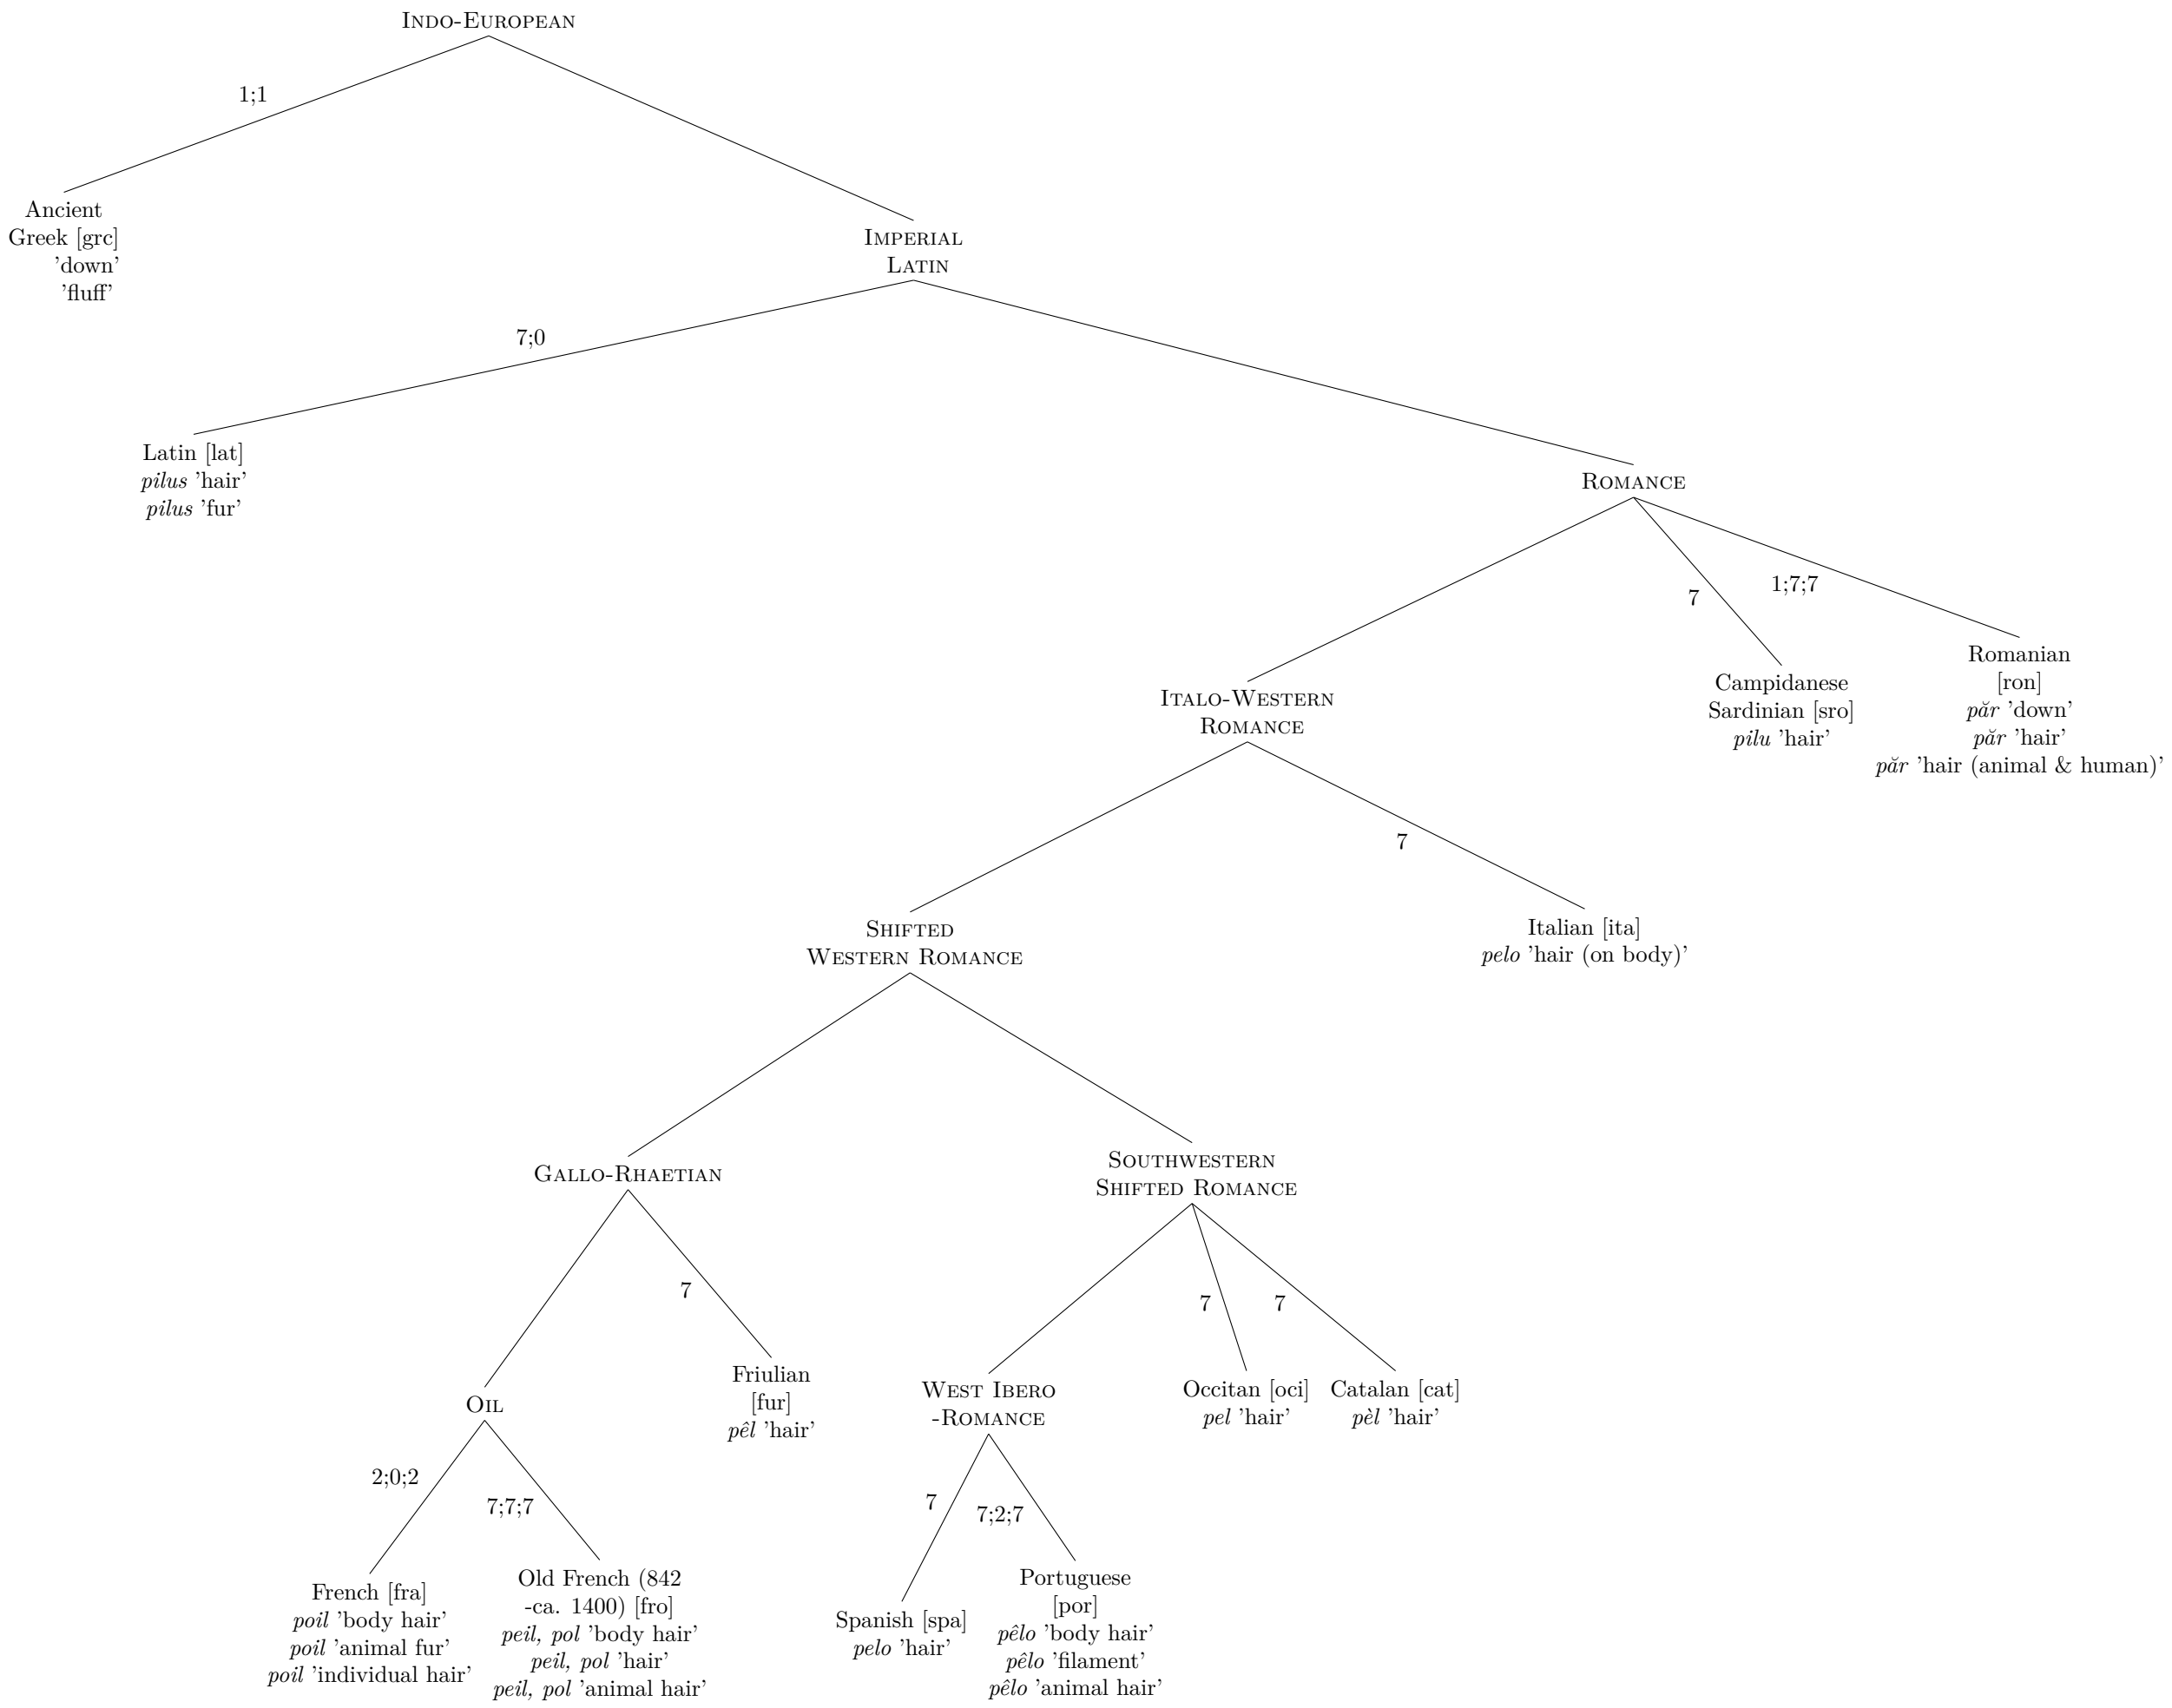 Indo-European
1;1
Ancient
Greek [grc]
'down'
'fluff'
Imperial
Latin
7;0
Latin [lat]
pilus 'hair'
pilus 'fur'
Romance
7
1;7;7
Italo-Western
Romance
Campidanese
Sardinian [sro]
pilu 'hair'
Romanian
[ron]
păr 'down'
păr 'hair'
păr 'hair (animal & human)'
7
Shifted
Western Romance
Italian [ita]
pelo 'hair (on body)'
Gallo-Rhaetian
Southwestern
Shifted Romance
7
7
7
Oil
Friulian
[fur]
pêl 'hair'
West Ibero
-Romance
Occitan [oci]
pel 'hair'
Catalan [cat]
pèl 'hair'
2;0;2
7;7;7
7
7;2;7
French [fra]
poil 'body hair'
poil 'animal fur'
poil 'individual hair'
Old French (842
-ca. 1400) [fro]
peil, pol 'body hair'
peil, pol 'hair'
peil, pol 'animal hair'
Spanish [spa]
pelo 'hair'
Portuguese
[por]
pêlo 'body hair'
pêlo 'filament'
pêlo 'animal hair'